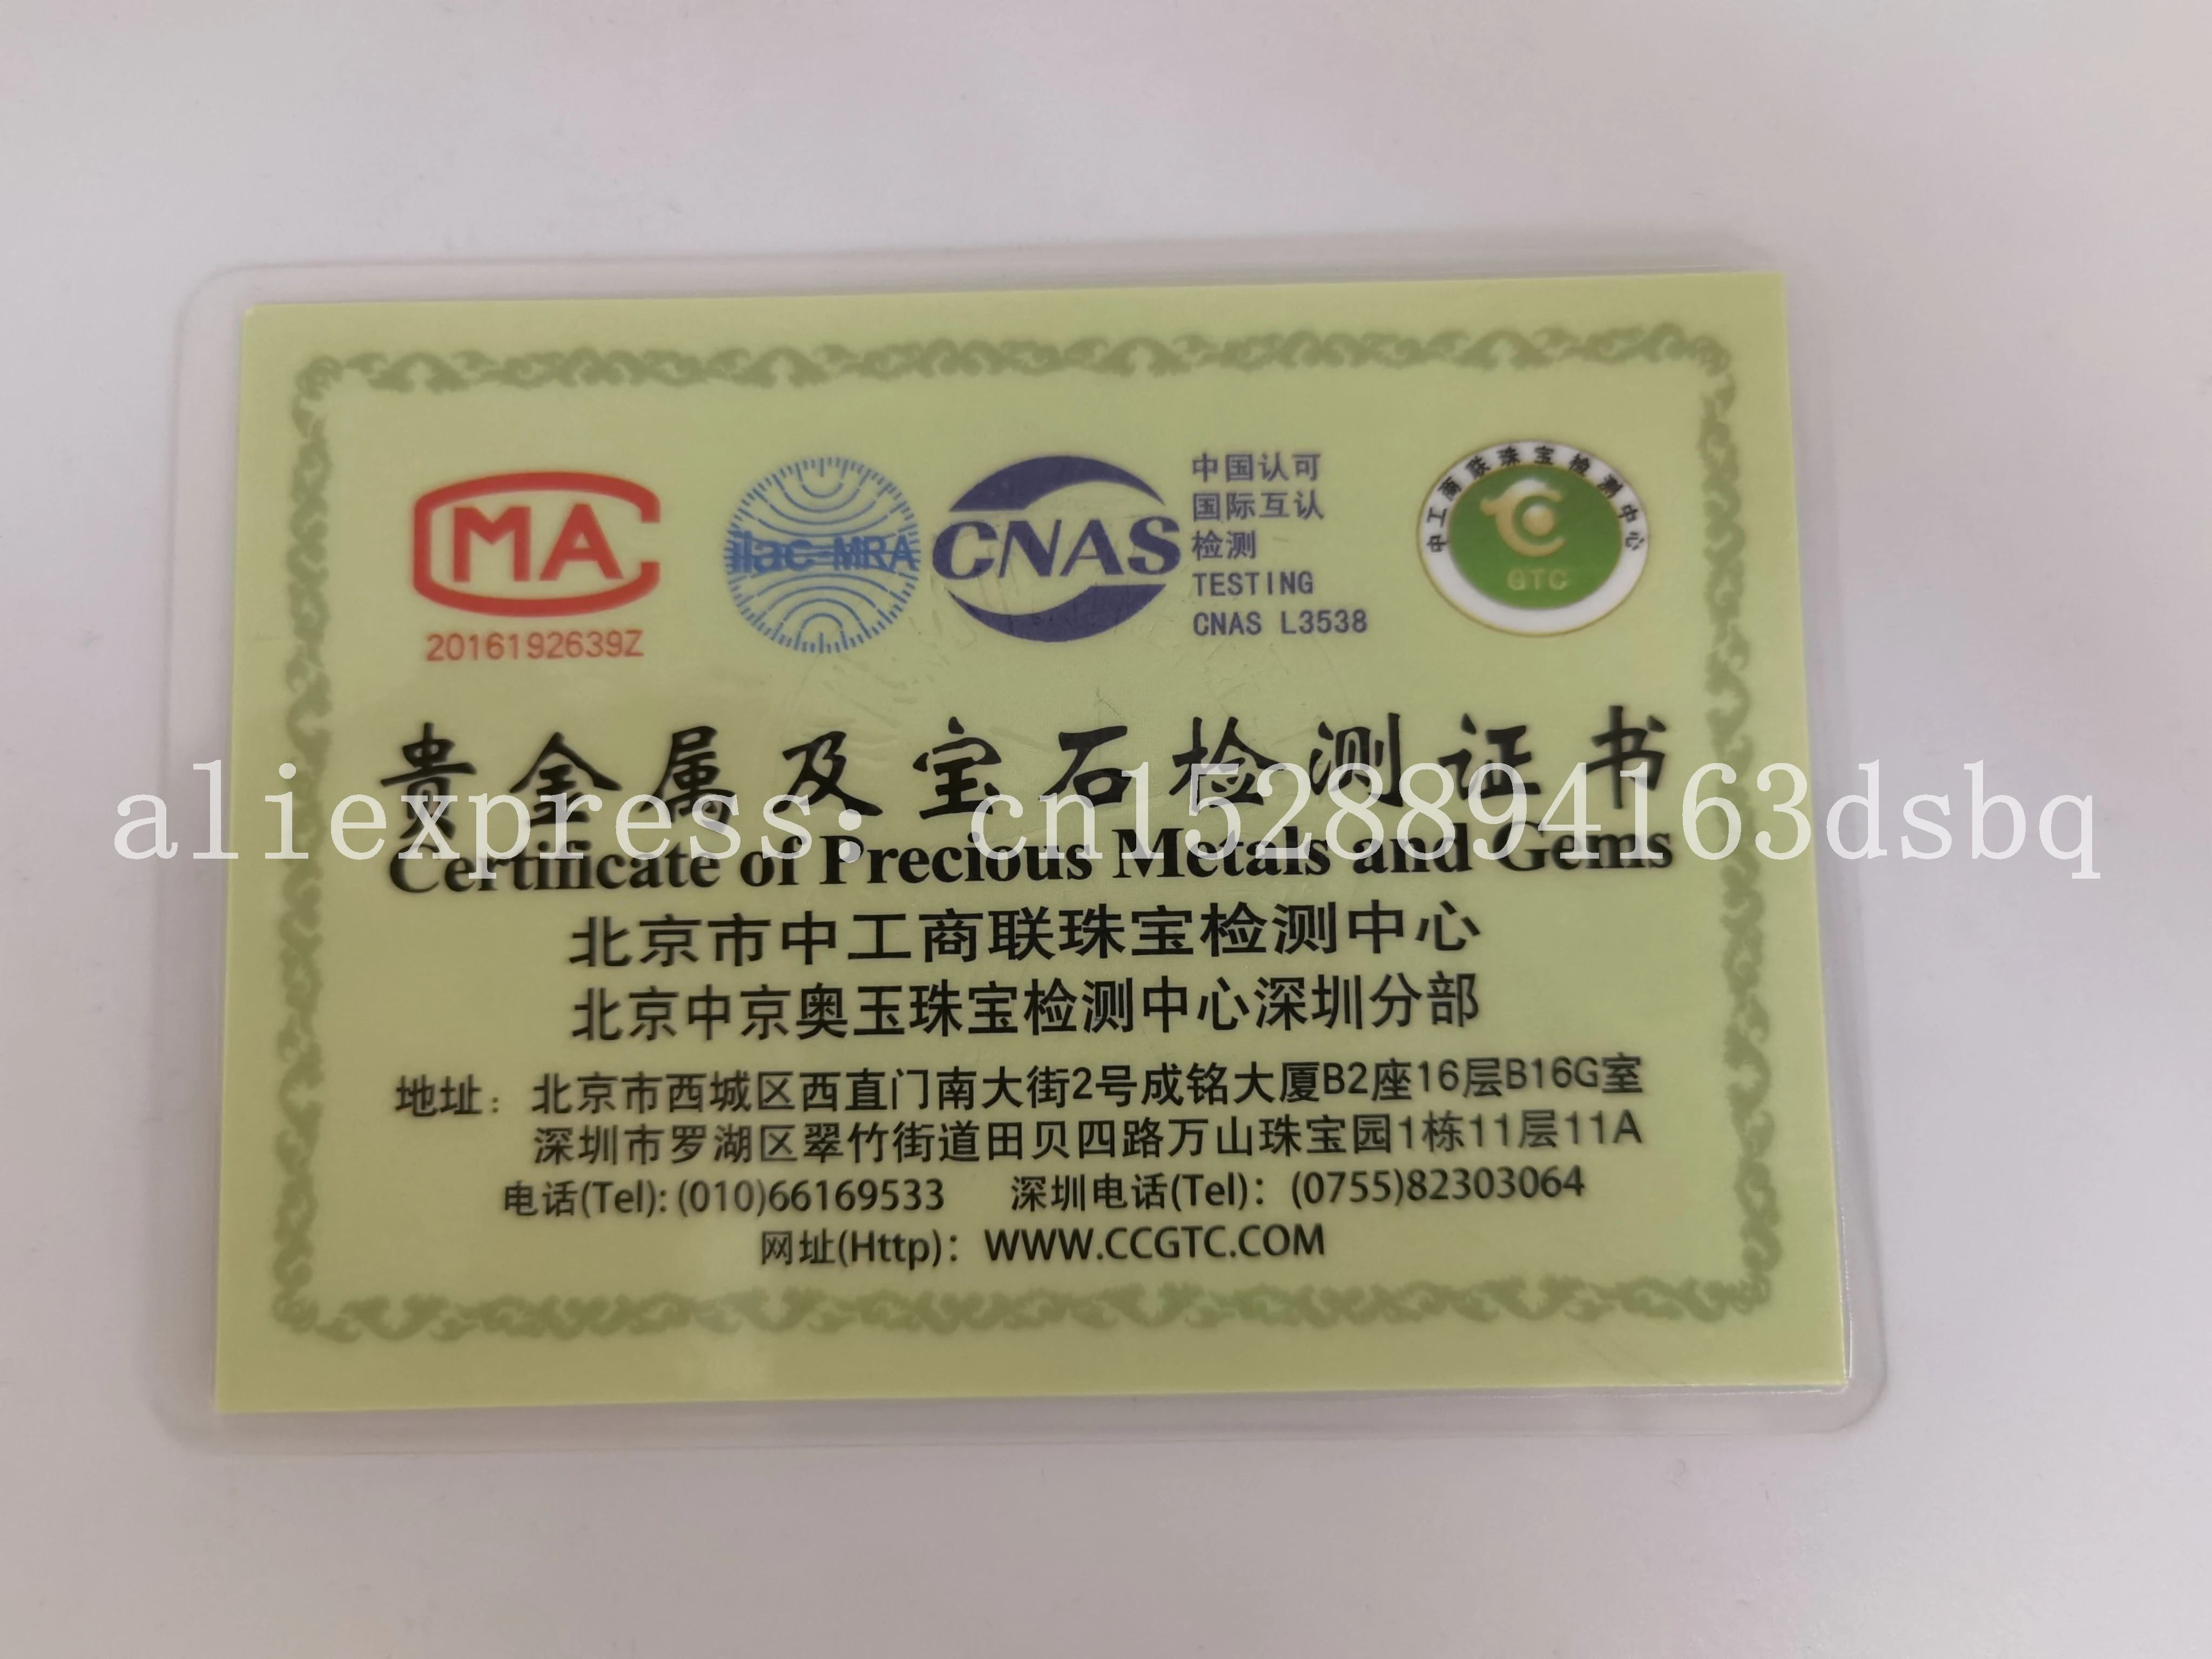 MA
20161926​39Z
ilac-MRA
CNAS
中国认可
国际互认
检测
TESTING
CNAS L3538
中工商联珠宝检测中心
GTC
贵金属及宝石检测证书
aliexpress: cn1528894163dsbq
Certificate of Precious Metals and Gems
北京市中工商联珠宝检测中心
北京中京奥玉珠宝检测中心深圳分部
地址：北京市西城区西直门南大街2号成铭大厦B2座16层B16G室
深圳市罗湖区翠竹街道田贝四路万山珠宝园1栋11层11A
电话(Tel): (010)66169533 深圳电话(Tel)：(0755)82303064
网址(Http)：WWW.CCGTC.COM